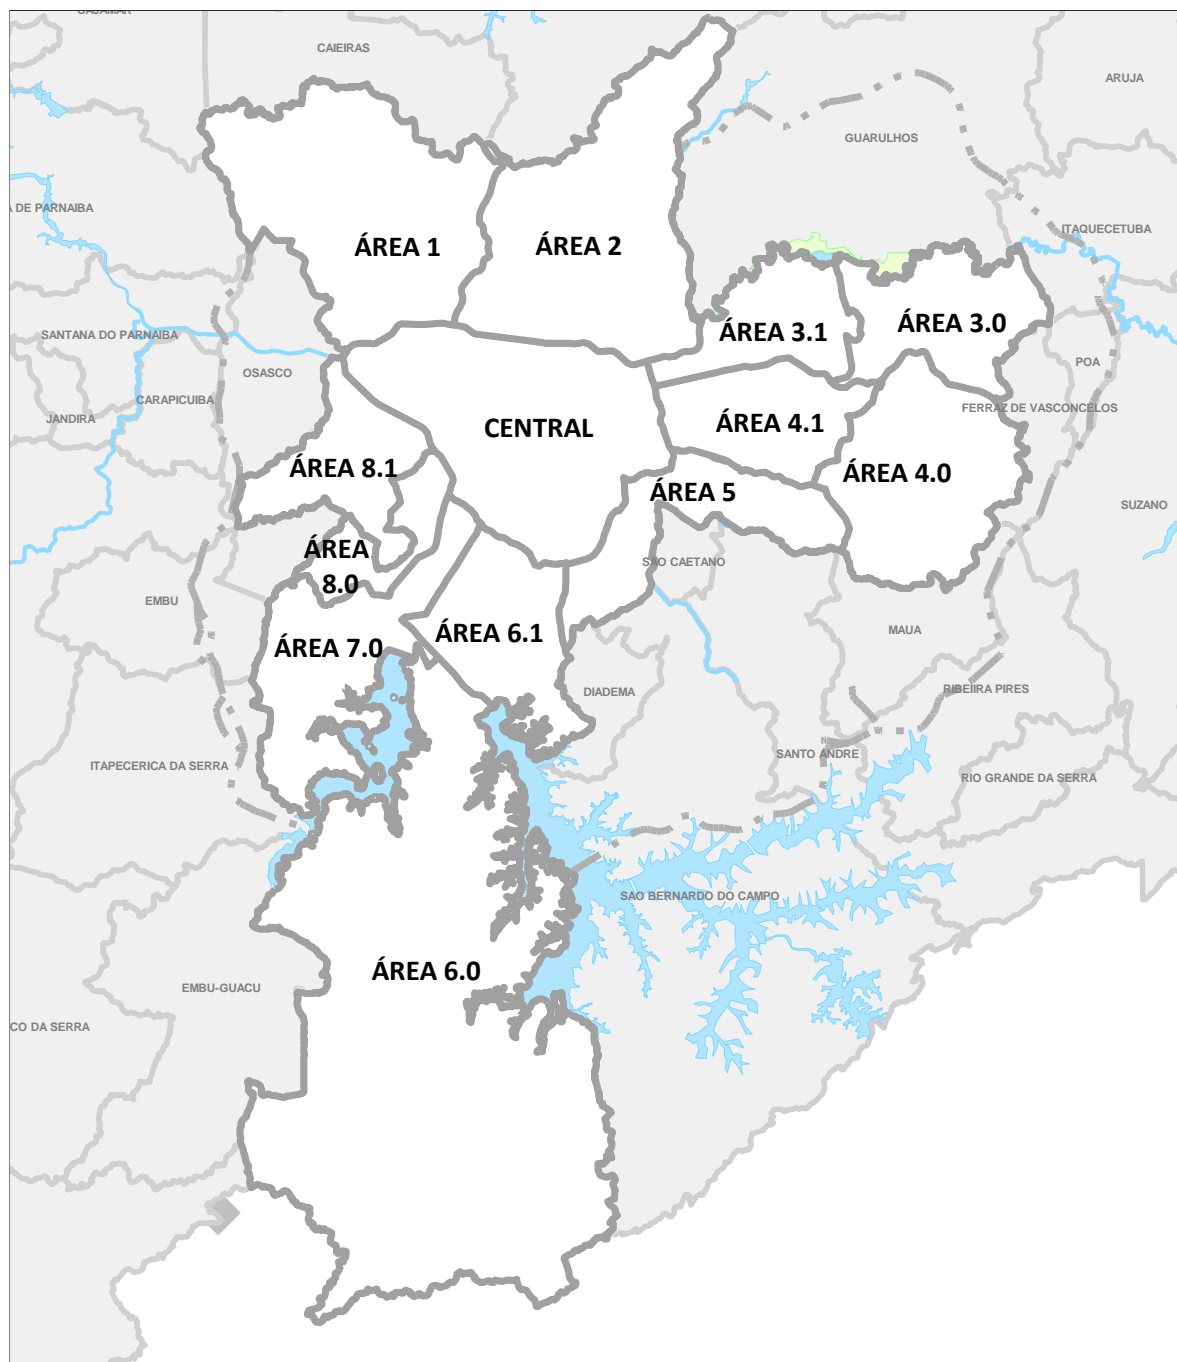 CAJAMAR
CAIEIRAS
ARUJA
GUARULHOS
A DE PARNAIBA
ITAQUECETUBA
ÁREA 1
ÁREA 2
ÁREA 3.1
ÁREA 3.0
SANTANA DO PARNAIBA
OSASCO
POA
CARAPICUIBA
JANDIRA
FERRAZ DE VASCONCELOS
CENTRAL
ÁREA 4.1
ÁREA 8.1
ÁREA 4.0
ÁREA 5
SUZANO
ÁREA
8.0
SAO CAETANO
EMBU
ÁREA 6.1
MAUA
ÁREA 7.0
DIADEMA
RIBEIIRA PIRES
ITAPECERICA DA SERRA
SANTO ANDRE
RIO GRANDE DA SERRA
SAO BERNARDO DO CAMPO
ÁREA 6.0
EMBU-GUACU
CO DA SERRA